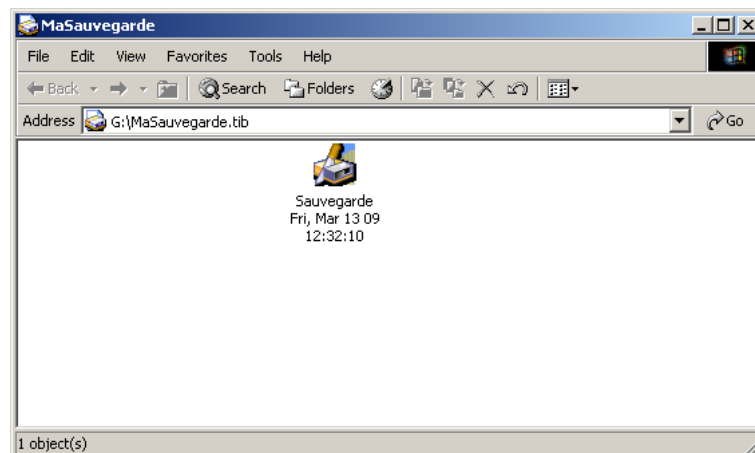 MaSauvegarde
File Edit View Favorites Tools Help
Back Search Folders
Address G:\MaSauvegarde.tib Go
Sauvegarde
Fri, Mar 13 09
12:32:10
1 object(s)